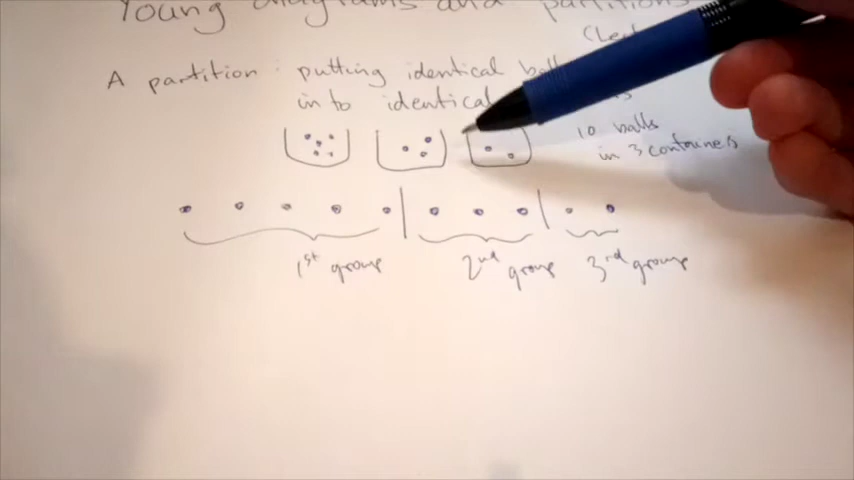 Young diagrams and partitions
A partition : putting identical
in to identical
10 balls
in 3 containers
1st group 2nd group 3rd group